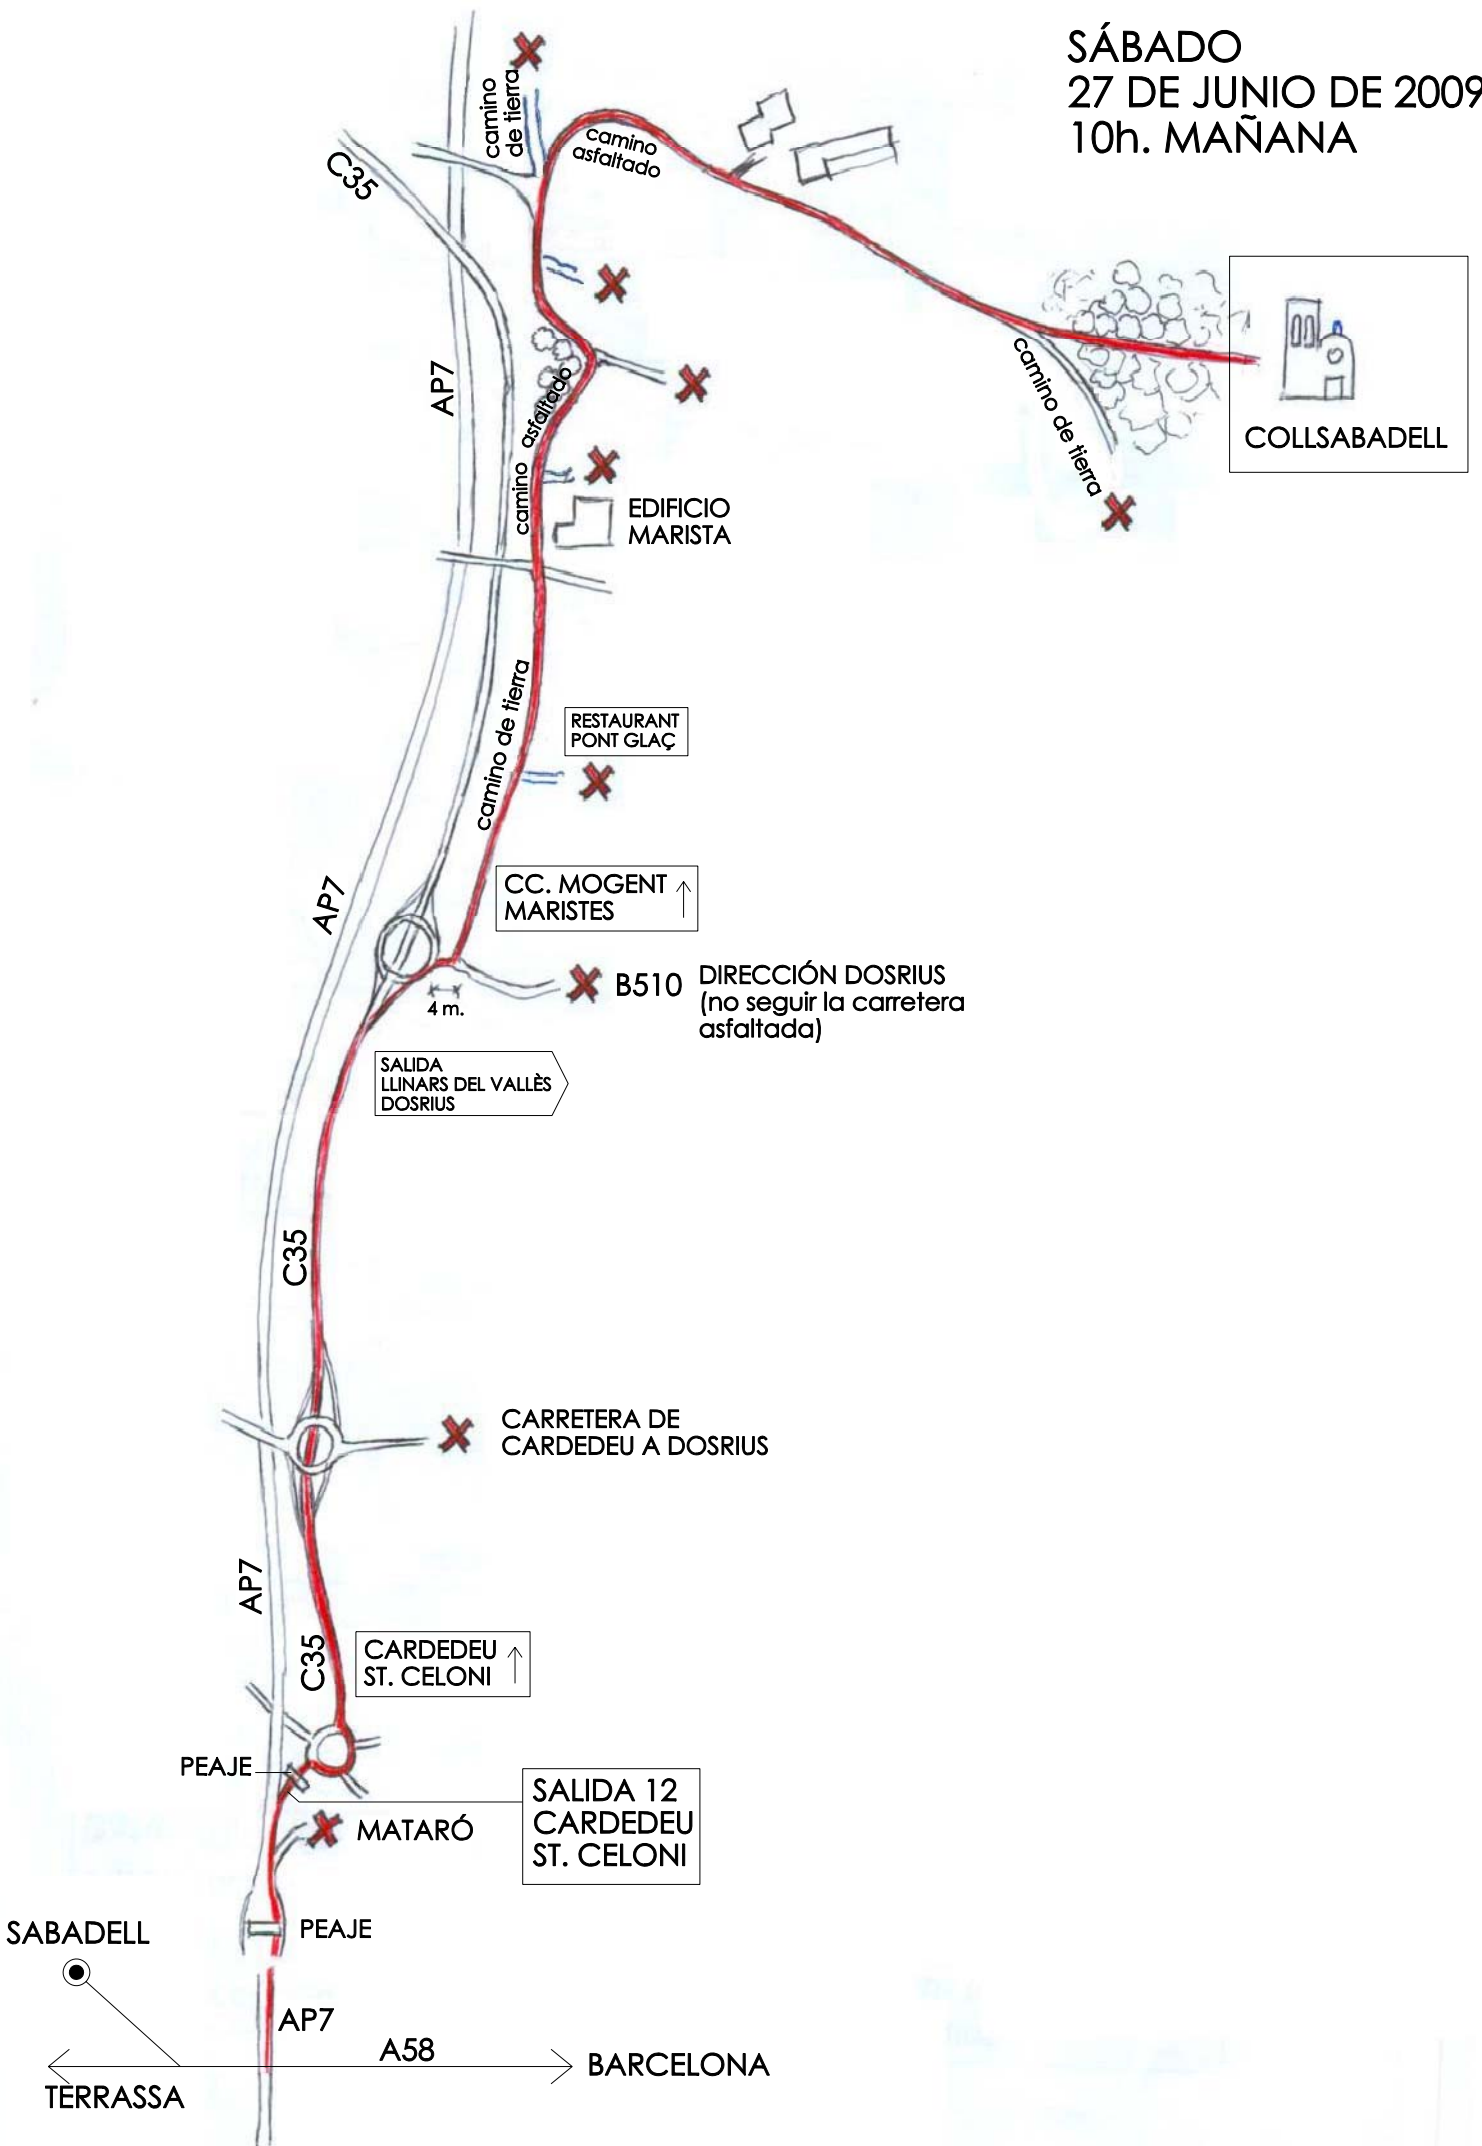 SÁBADO
27 DE JUNIO DE 2009
10h. MAÑANA
camino
de tierra
camino
asfaltado
C35
AP7
camino asfaltado
camino de tierra
COLLSABADELL
EDIFICIO
MARISTA
camino de tierra
RESTAURANT
PONT GLAÇ
AP7
CC. MOGENT
MARISTES
B510
DIRECCIÓN DOSRIUS
(no seguir la carretera
asfaltada)
4 m.
SALIDA
LLINARS DEL VALLÈS
DOSRIUS
C35
CARRETERA DE
CARDEDEU A DOSRIUS
AP7
C35
CARDEDEU
ST. CELONI
PEAJE
SALIDA 12
CARDEDEU
ST. CELONI
MATARÓ
PEAJE
SABADELL
AP7
A58
BARCELONA
TERRASSA